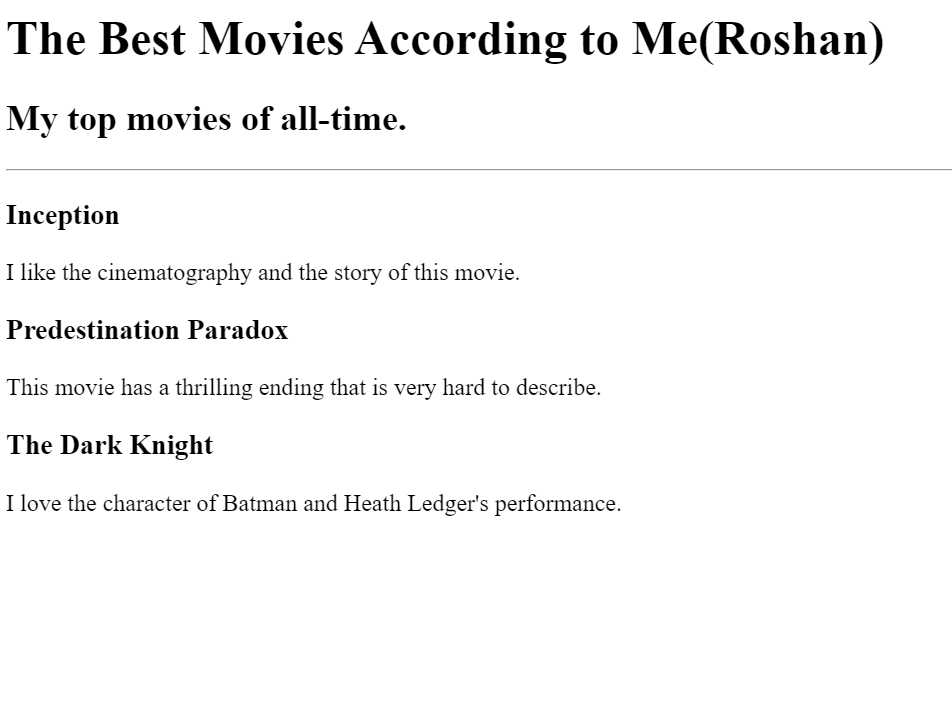 The Best Movies According to Me(Roshan)
My top movies of all-time.
Inception
I like the cinematography and the story of this movie.
Predestination Paradox
This movie has a thrilling ending that is very hard to describe.
The Dark Knight
I love the character of Batman and Heath Ledger's performance.